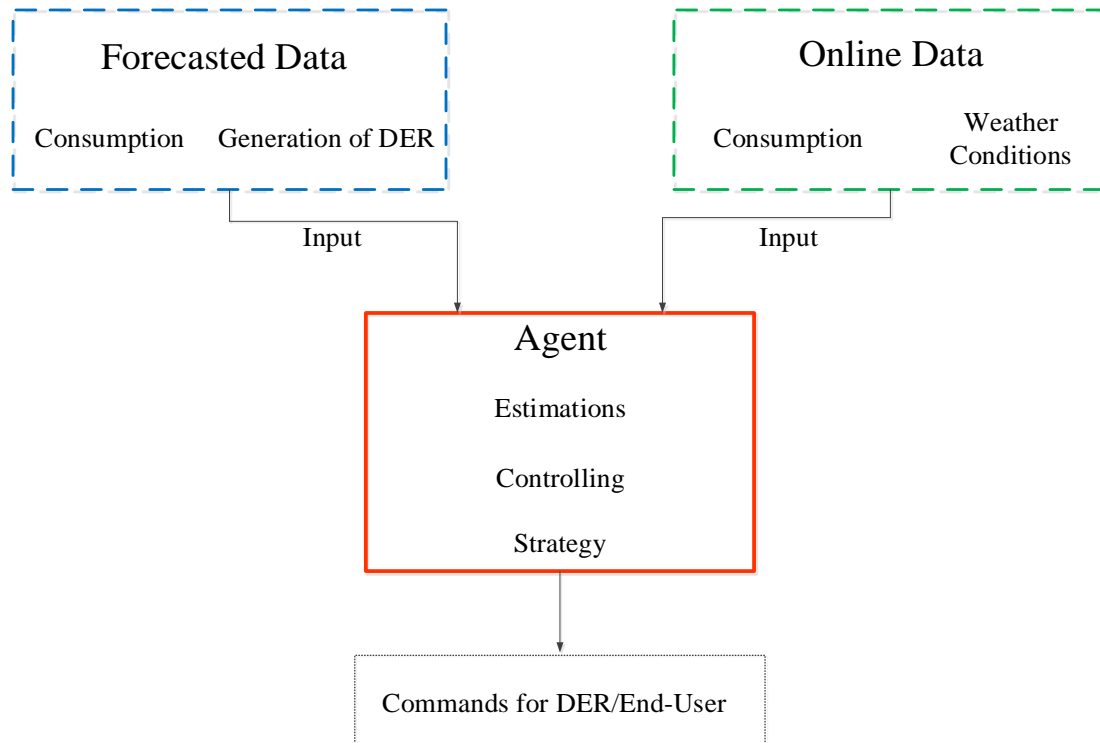 Forecasted Data
Consumption
Generation of DER
Online Data
Consumption
Weather
Conditions
Input
Input
Agent
Estimations
Controlling
Strategy
Commands for DER/End-User